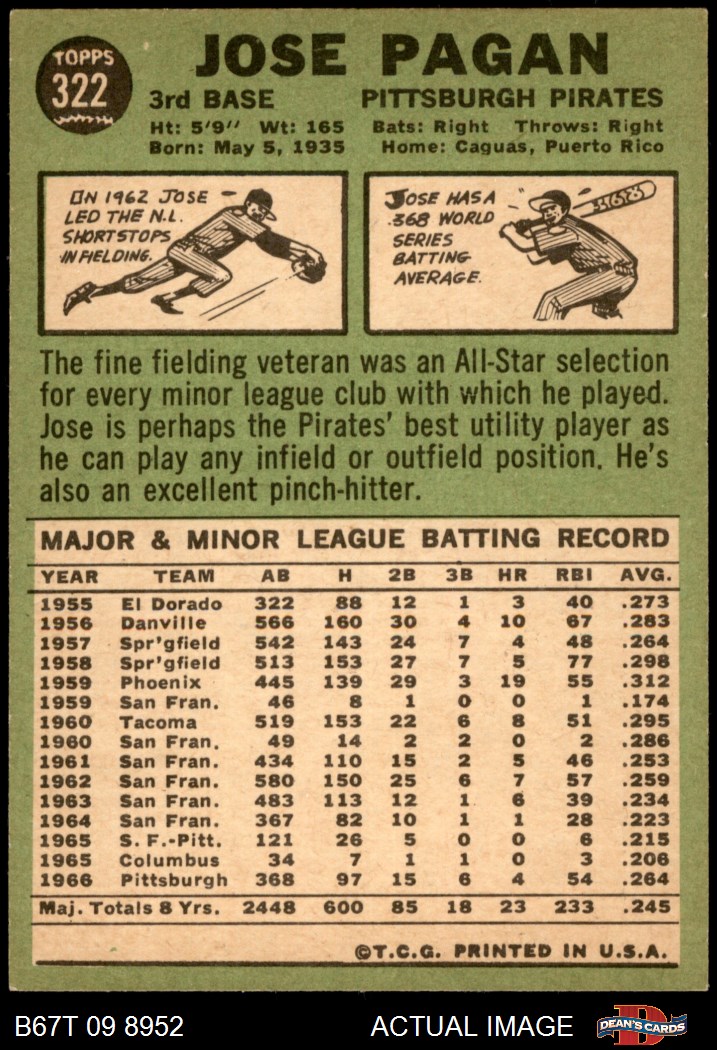 TOPPS
322
JOSE PAGAN
3rd BASE PITTSBURGH PIRATES
Ht: 5'9" Wt: 165 Bats: Right Throws: Right
Born: May 5, 1935 Home: Caguas, Puerto Rico
IN 1962 JOSE
LED THE N.L.
SHORTSTOPS
IN FIELDING.
JOSE HAS A
.368 WORLD
SERIES
BATTING
AVERAGE.
.368
The fine fielding veteran was an All-Star selection
for every minor league club with which he played.
Jose is perhaps the Pirates' best utility player as
he can play any infield or outfield position. He's
also an excellent pinch-hitter.
MAJOR & MINOR LEAGUE BATTING RECORD
YEAR TEAM AB H 2B 3B HR RBI AVG.
1955 El Dorado 322 88 12 1 3 40 .273
1956 Danville 566 160 30 4 10 67 .283
1957 Spr'gfield 542 143 24 7 4 48 .264
1958 Spr'gfield 513 153 27 7 5 77 .298
1959 Phoenix 445 139 29 3 19 55 .312
1959 San Fran. 46 8 1 0 0 1 .174
1960 Tacoma 519 153 22 6 8 51 .295
1960 San Fran. 49 14 2 2 0 2 .286
1961 San Fran. 434 110 15 2 5 46 .253
1962 San Fran. 580 150 25 6 7 57 .259
1963 San Fran. 483 113 12 1 6 39 .234
1964 San Fran. 367 82 10 1 1 28 .223
1965 S. F.-Pitt. 121 26 5 0 0 6 .215
1965 Columbus 34 7 1 1 0 3 .206
1966 Pittsburgh 368 97 15 6 4 54 .264
Maj. Totals 8 Yrs. 2448 600 85 18 23 233 .245
©T.C.G. PRINTED IN U.S.A.
B67T 09 8952 ACTUAL IMAGE
D
DEAN'S CARDS